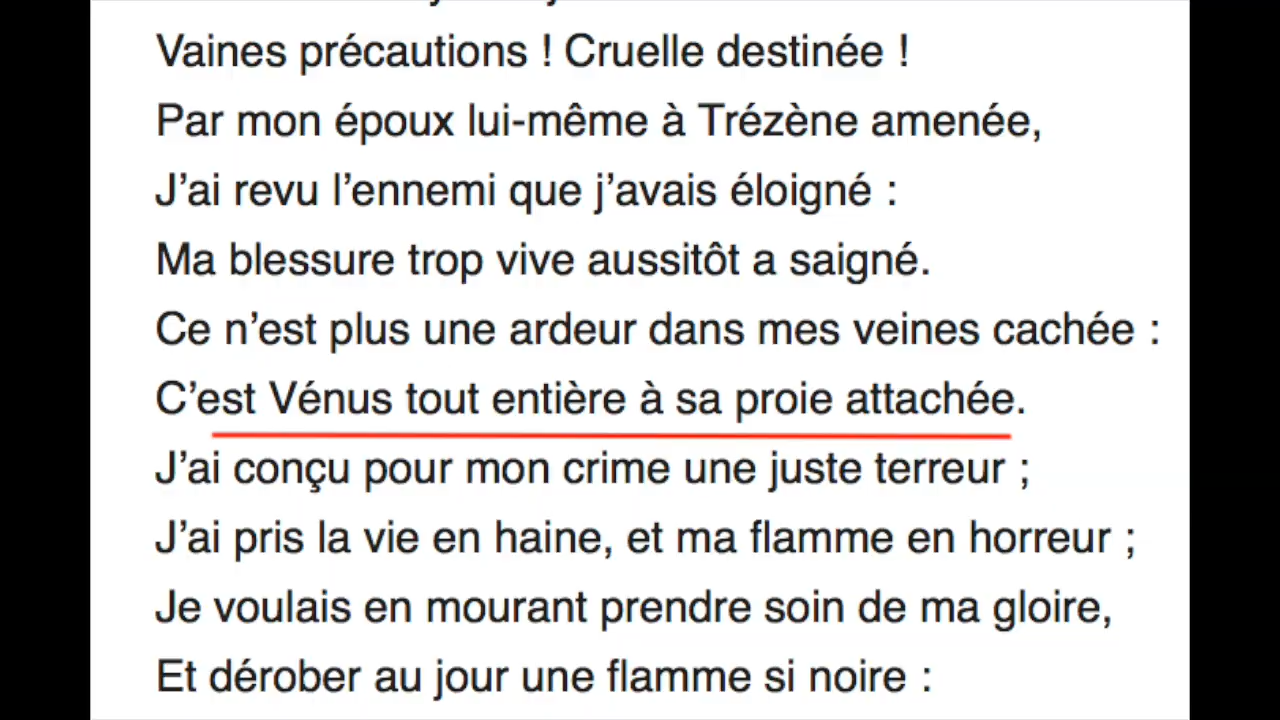 Vaines précautions ! Cruelle destinée !
Par mon époux lui-même à Trézène amenée,
J’ai revu l’ennemi que j’avais éloigné :
Ma blessure trop vive aussitôt a saigné.
Ce n’est plus une ardeur dans mes veines cachée :
C’est Vénus tout entière à sa proie attachée.
J’ai conçu pour mon crime une juste terreur ;
J’ai pris la vie en haine, et ma flamme en horreur ;
Je voulais en mourant prendre soin de ma gloire,
Et dérober au jour une flamme si noire :